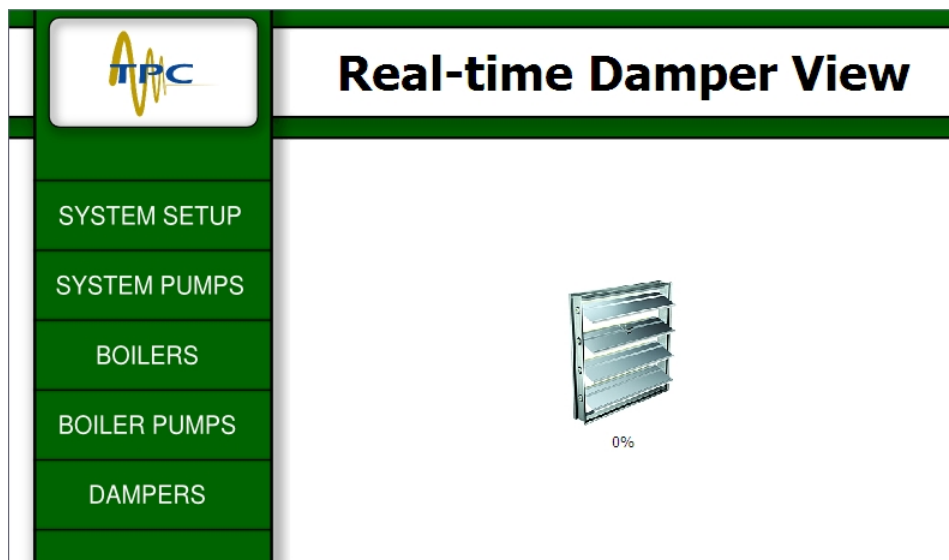 TPC
Real-time Damper View
SYSTEM SETUP
SYSTEM PUMPS
BOILERS
BOILER PUMPS
DAMPERS
0%